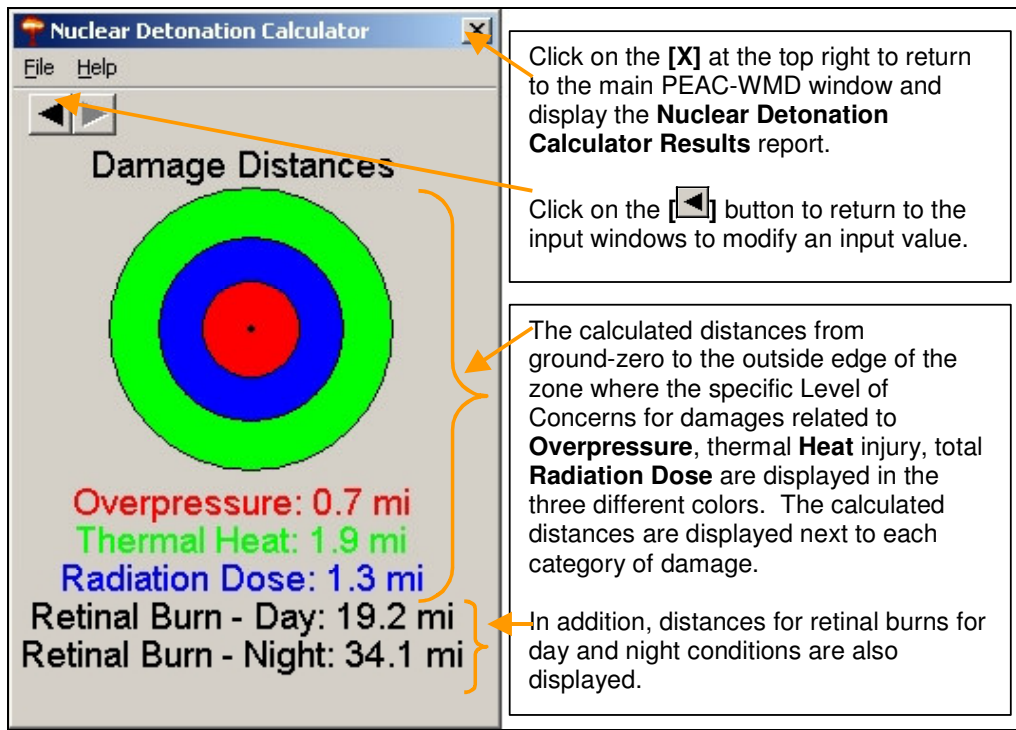 Nuclear Detonation Calculator
File Help
Damage Distances
Overpressure: 0.7 mi
Thermal Heat: 1.9 mi
Radiation Dose: 1.3 mi
Retinal Burn - Day: 19.2 mi
Retinal Burn - Night: 34.1 mi
Click on the [X] at the top right to return
to the main PEAC-WMD window and
display the Nuclear Detonation
Calculator Results report.
Click on the [◄] button to return to the
input windows to modify an input value.
The calculated distances from
ground-zero to the outside edge of the
zone where the specific Level of
Concerns for damages related to
Overpressure, thermal Heat injury, total
Radiation Dose are displayed in the
three different colors. The calculated
distances are displayed next to each
category of damage.
In addition, distances for retinal burns for
day and night conditions are also
displayed.